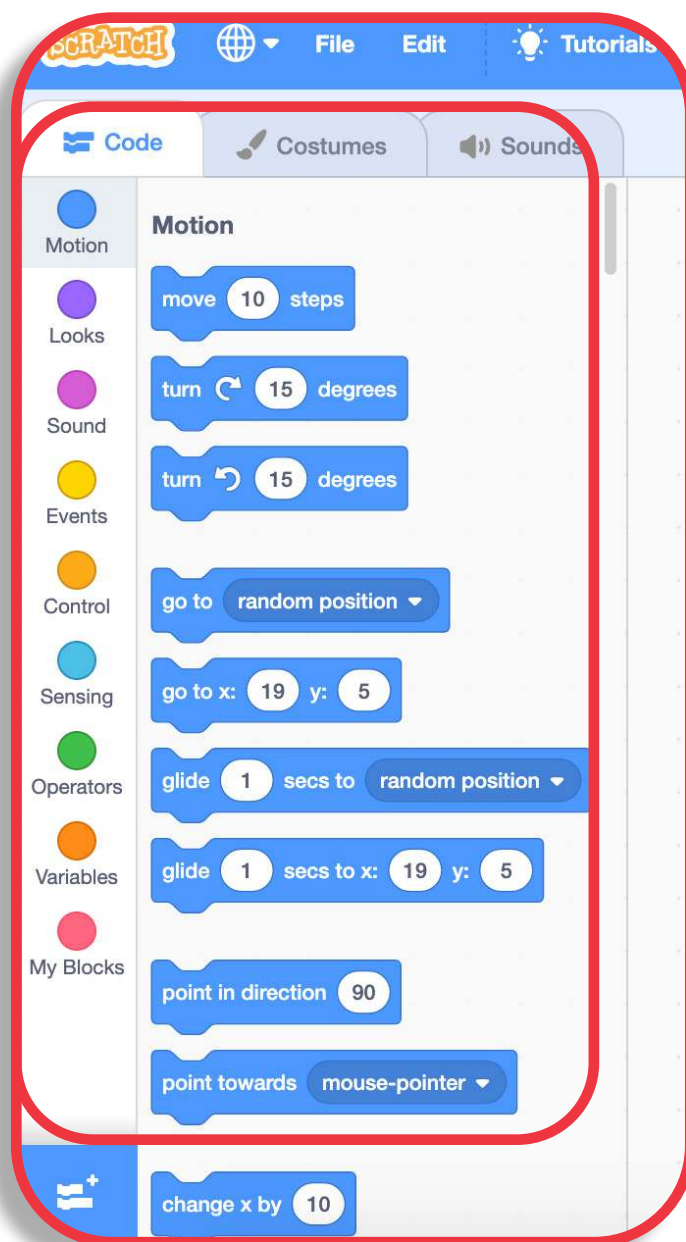 SCRATCH File Edit Tutorials
Code Costumes Sounds
Motion
Looks
Sound
Events
Control
Sensing
Operators
Variables
My Blocks
Motion
move 10 steps
turn 15 degrees
turn 15 degrees
go to random position
go to x: 19 y: 5
glide 1 secs to random position
glide 1 secs to x: 19 y: 5
point in direction 90
point towards mouse-pointer
change x by 10